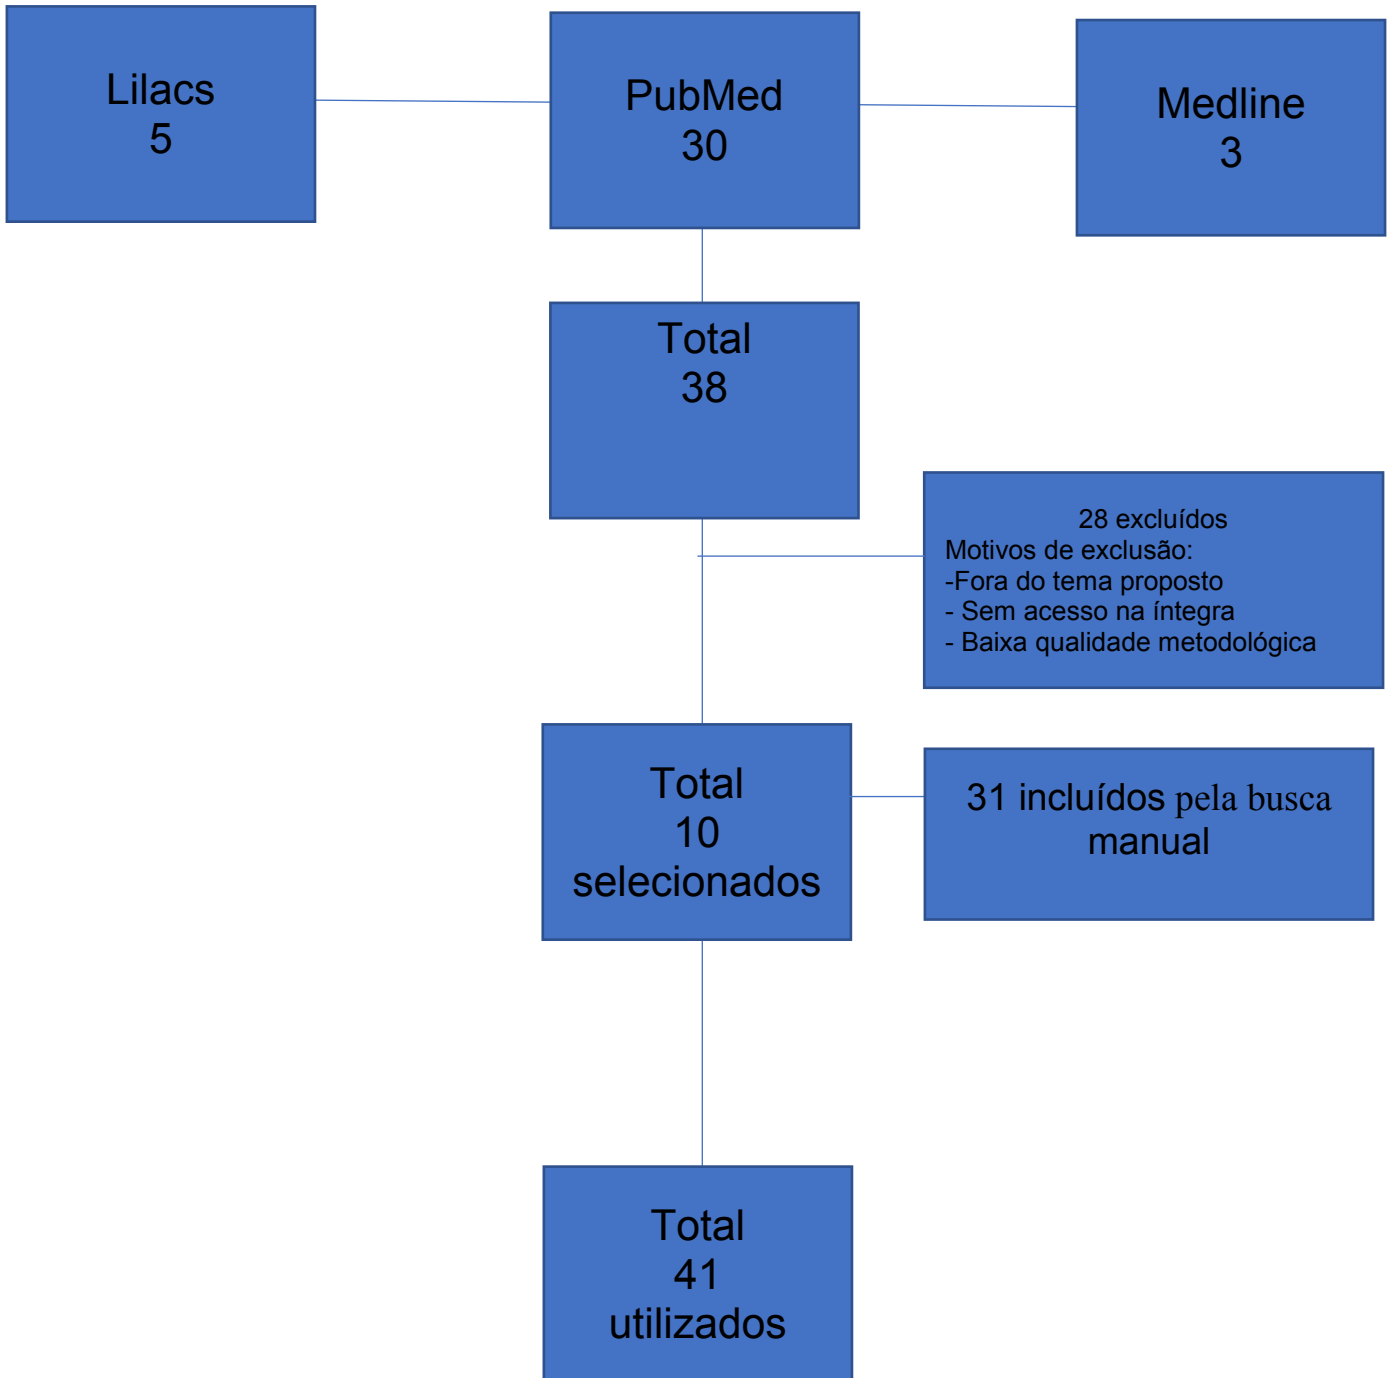 Lilacs
5
PubMed
30
Medline
3
Total
38
28 excluídos
Motivos de exclusão:
-Fora do tema proposto
- Sem acesso na íntegra
- Baixa qualidade metodológica
Total
10
selecionados
31 incluídos pela busca
manual
Total
41
utilizados